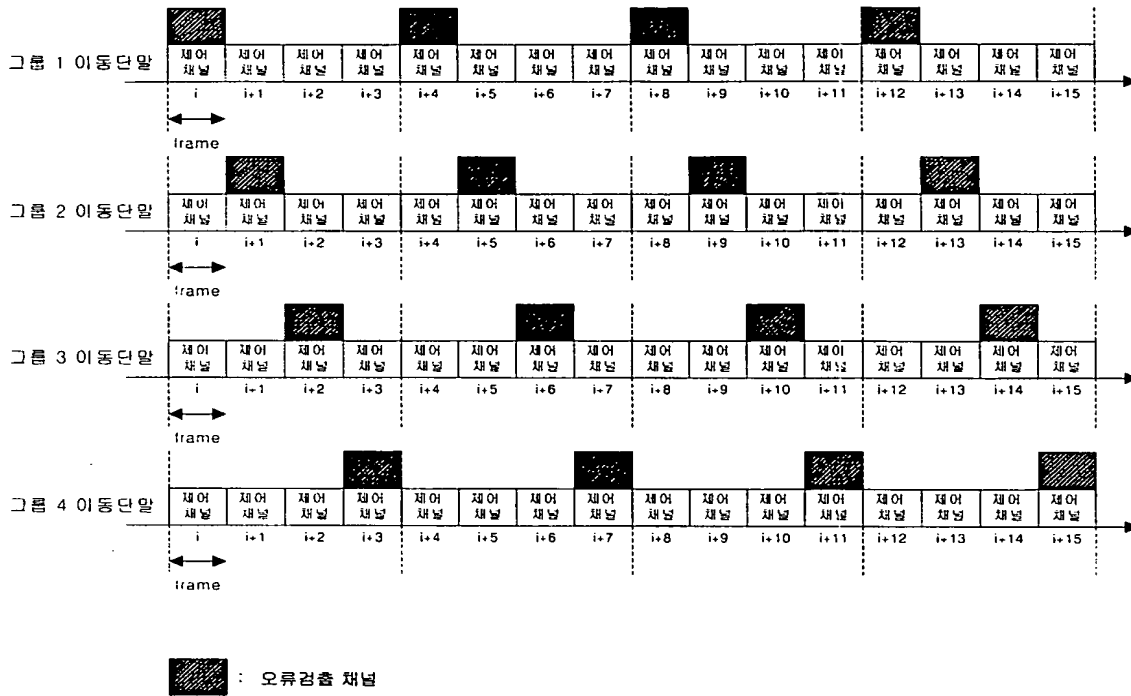 그룹 1 이동단말
제어 제어 제어 제어 제어 제어 제어 제어 제어 제어 제어 제어 제어 제어 제어 제어
채널 채널 채널 채널 채널 채널 채널 채널 채널 채널 채널 채널 채널 채널 채널 채널
i i+1 i+2 i+3 i+4 i+5 i+6 i+7 i+8 i+9 i+10 i+11 i+12 i+13 i+14 i+15
frame
그룹 2 이동단말
제어 제어 제어 제어 제어 제어 제어 제어 제어 제어 제어 제어 제어 제어 제어 제어
채널 채널 채널 채널 채널 채널 채널 채널 채널 채널 채널 채널 채널 채널 채널 채널
i i+1 i+2 i+3 i+4 i+5 i+6 i+7 i+8 i+9 i+10 i+11 i+12 i+13 i+14 i+15
frame
그룹 3 이동단말
제어 제어 제어 제어 제어 제어 제어 제어 제어 제어 제어 제어 제어 제어 제어 제어
채널 채널 채널 채널 채널 채널 채널 채널 채널 채널 채널 채널 채널 채널 채널 채널
i i+1 i+2 i+3 i+4 i+5 i+6 i+7 i+8 i+9 i+10 i+11 i+12 i+13 i+14 i+15
frame
그룹 4 이동단말
제어 제어 제어 제어 제어 제어 제어 제어 제어 제어 제어 제어 제어 제어 제어 제어
채널 채널 채널 채널 채널 채널 채널 채널 채널 채널 채널 채널 채널 채널 채널 채널
i i+1 i+2 i+3 i+4 i+5 i+6 i+7 i+8 i+9 i+10 i+11 i+12 i+13 i+14 i+15
frame
: 오류검출 채널